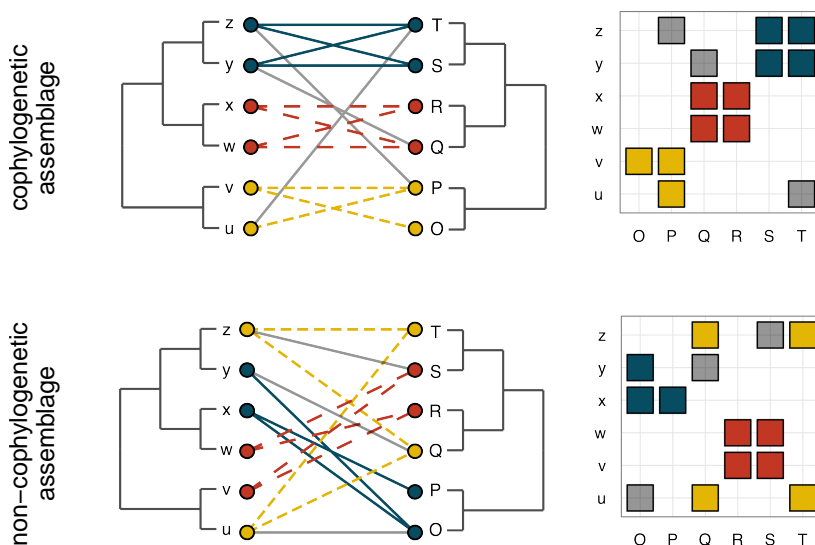 cophylogenetic
assemblage
z T
y S
x R
w Q
v P
u O
z
y
x
w
v
u
O P Q R S T
non−cophylogenetic
assemblage
z T
y S
x R
w Q
v P
u O
z
y
x
w
v
u
O P Q R S T